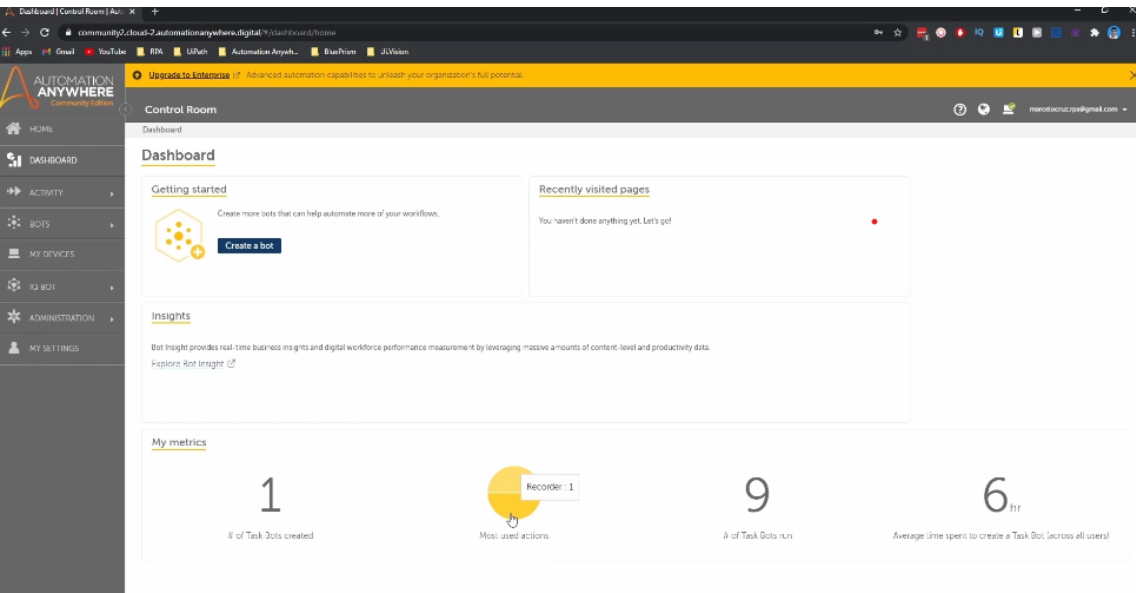 Dashboard | Control Room | Auto
community2.cloud-2.automationanywhere.digital/#/dashboard/home
Apps
Gmail
YouTube
RPA
UiPath
Automation Anywh...
BluePrism
UiVision
AUTOMATION
ANYWHERE
Community Edition
Upgrade to Enterprise Advanced automation capabilities to unleash your organization's full potential.
Control Room
marcelocruz.rpa@gmail.com
HOME
DASHBOARD
ACTIVITY
BOTS
MY DEVICES
IQ BOT
ADMINISTRATION
MY SETTINGS
Dashboard
Dashboard
Getting started
Create more bots that can help automate more of your workflows.
Create a bot
Recently visited pages
You haven't done anything yet. Let's go!
Insights
Bot Insight provides real-time business insights and digital workforce performance measurement by leveraging massive amounts of content-level and productivity data.
Explore Bot Insight
My metrics
1
# of Task Bots created
Recorder : 1
Most used actions
9
# of Task Bots run
6 hr
Average time spent to create a Task Bot (across all users)